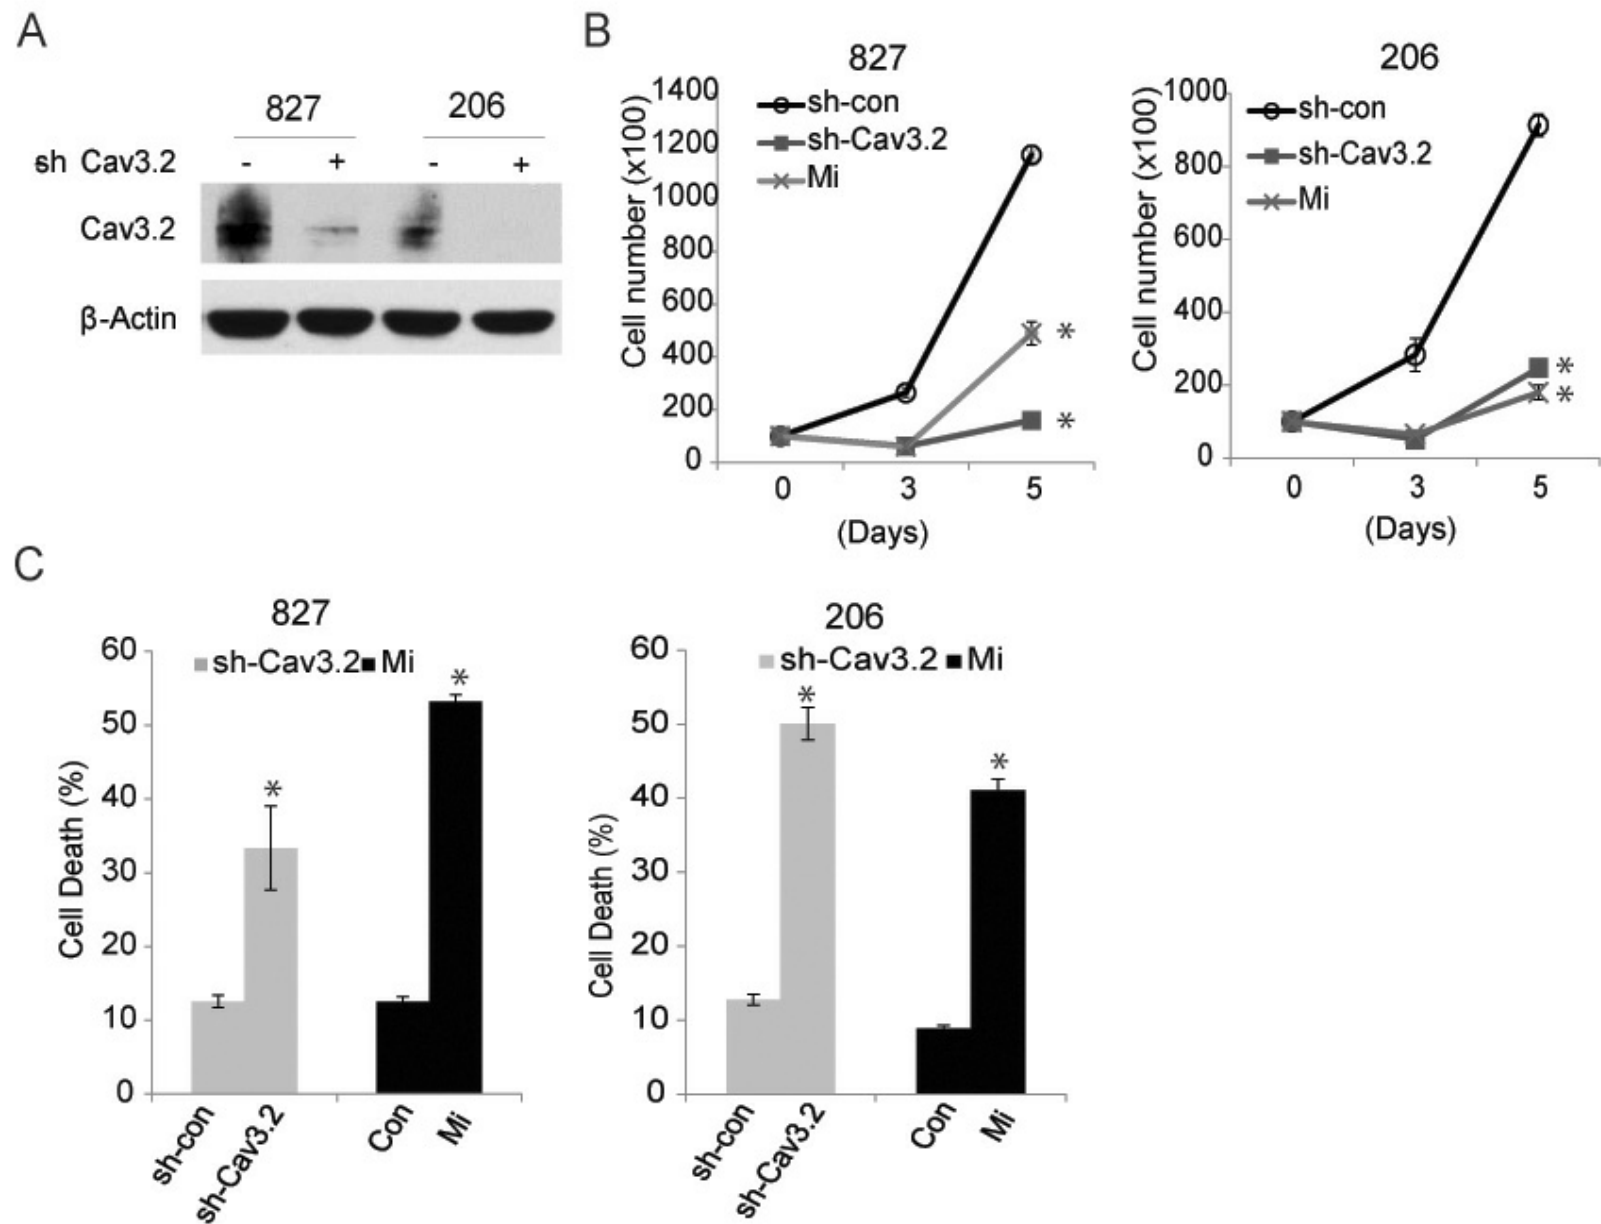 A
827 206
sh Cav3.2 - + - +
Cav3.2
β-Actin
B
827
1400
1200
1000
800
600
400
200
0
Cell number (x100)
sh-con
sh-Cav3.2
Mi
*
*
0 3 5
(Days)
206
1000
800
600
400
200
0
Cell number (x100)
sh-con
sh-Cav3.2
Mi
*
*
0 3 5
(Days)
C
827
60
50
40
30
20
10
0
Cell Death (%)
sh-Cav3.2 Mi
*
*
sh-con sh-Cav3.2 Con Mi
206
60
50
40
30
20
10
0
Cell Death (%)
sh-Cav3.2 Mi
*
*
sh-con sh-Cav3.2 Con Mi